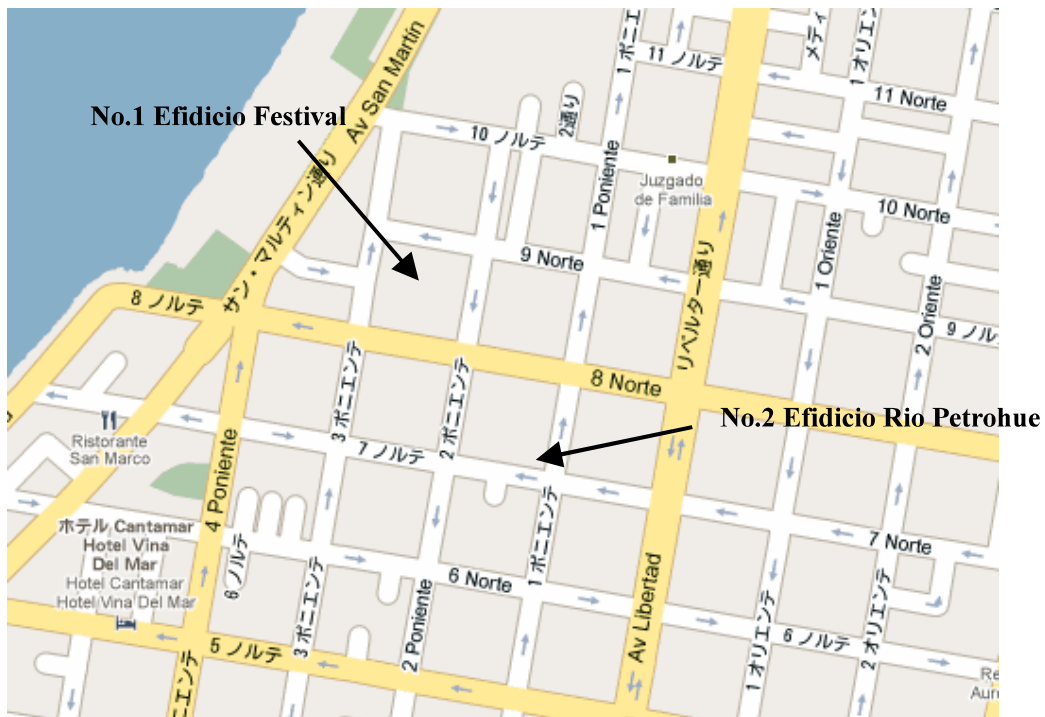 Av San Martín
サン・マルティン通り
1 ポニエ
11 ノルテ
メティ
1 オリエン
11 Norte
No.1 Efidicio Festival
10 ノルテ
2通り
1 Poniente
Juzgado
de Familia
10 Norte
9 Norte
リベルター通り
1 Oriente
2 Oriente
8 ノルテ
9 ノル
8 Norte
3 ポニエンテ
2 ポニエンテ
No.2 Efidicio Rio Petrohue
Ristorante
San Marco
7 ノルテ
4 Poniente
1 ポニエンテ
ホテル Cantamar
Hotel Vina
Del Mar
Hotel Cantamar
Hotel Vina Del Mar
6 ノルテ
6 Norte
7 Norte
3 ポニエンテ
2 Poniente
Av Libertad
1 オリエンテ
2 オリエンテ
6 ノルテ
5 ノルテ
ニエンテ
Re
Aur